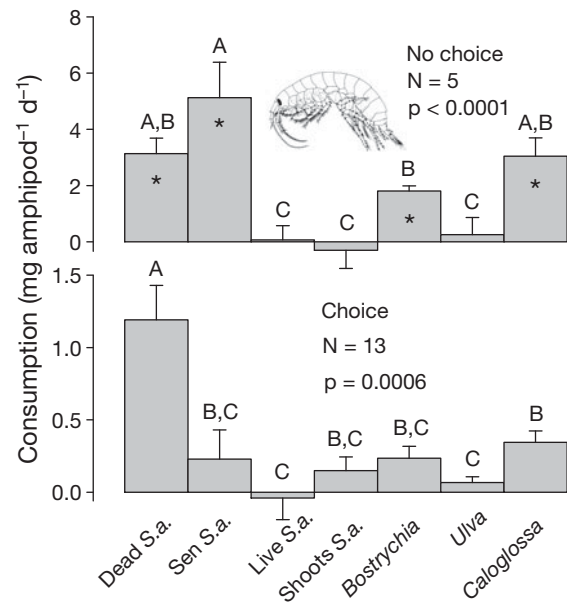 Consumption (mg amphipod⁻¹ d⁻¹)
8
6
4
2
0
A,B
A
C
C
B
C
A,B
*
*
*
*
No choice
N = 5
p < 0.0001
1.5
1.0
0.5
0.0
A
B,C
C
B,C
B,C
C
B
Choice
N = 13
p = 0.0006
Dead S.a.
Sen S.a.
Live S.a.
Shoots S.a.
Bostrychia
Ulva
Caloglossa